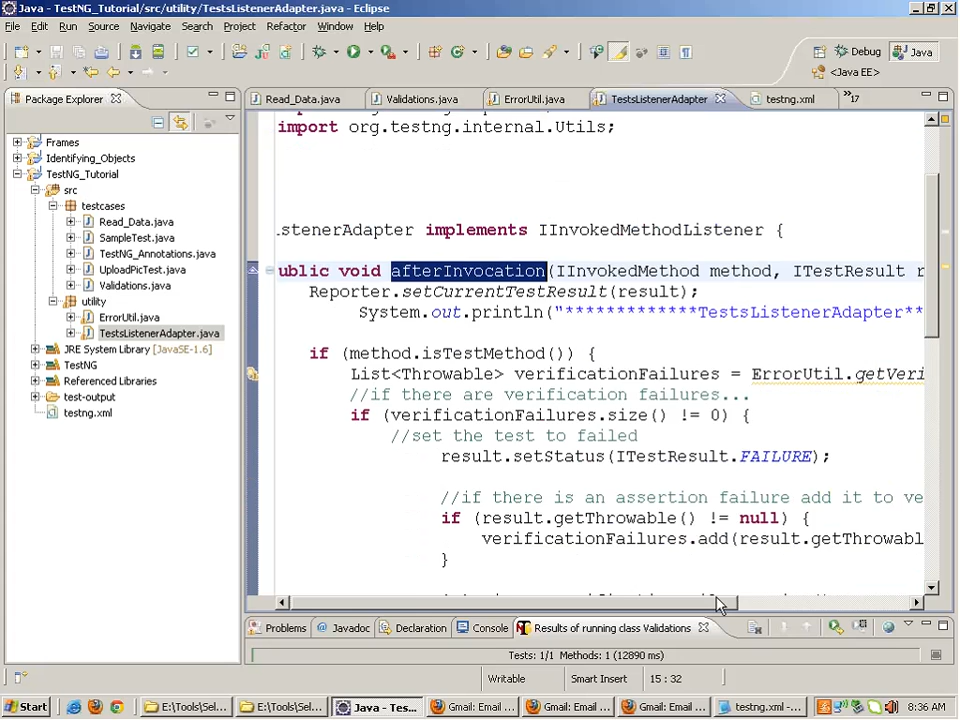 Java - TestNG_Tutorial/src/utility/TestsListenerAdapter.java - Eclipse
File Edit Run Source Navigate Search Project Refactor Window Help
Debug Java
<Java EE>
Package Explorer
Read_Data.java Validations.java ErrorUtil.java TestsListenerAdapter testng.xml »17
Frames
Identifying_Objects
TestNG_Tutorial
src
testcases
Read_Data.java
SampleTest.java
TestNG_Annotations.java
UploadPicTest.java
Validations.java
utility
ErrorUtil.java
TestsListenerAdapter.java
JRE System Library [JavaSE-1.6]
TestNG
Referenced Libraries
test-output
testng.xml
import org.testng.internal.Utils;
stenerAdapter implements IInvokedMethodListener {
ublic void afterInvocation(IInvokedMethod method, ITestResult r
Reporter.setCurrentTestResult(result);
System.out.println("*************TestsListenerAdapter**
if (method.isTestMethod()) {
List<Throwable> verificationFailures = ErrorUtil.getVeri
//if there are verification failures...
if (verificationFailures.size() != 0) {
//set the test to failed
result.setStatus(ITestResult.FAILURE);
//if there is an assertion failure add it to ve
if (result.getThrowable() != null) {
verificationFailures.add(result.getThrowabl
}
Problems Javadoc Declaration Console Results of running class Validations
Tests: 1/1 Methods: 1 (12890 ms)
Writable Smart Insert 15 : 32
Start E:\Tools\Sel... E:\Tools\Sel... Java - Tes... Gmail: Email ... Gmail: Email ... Gmail: Email ... testng.xml -... 8:36 AM